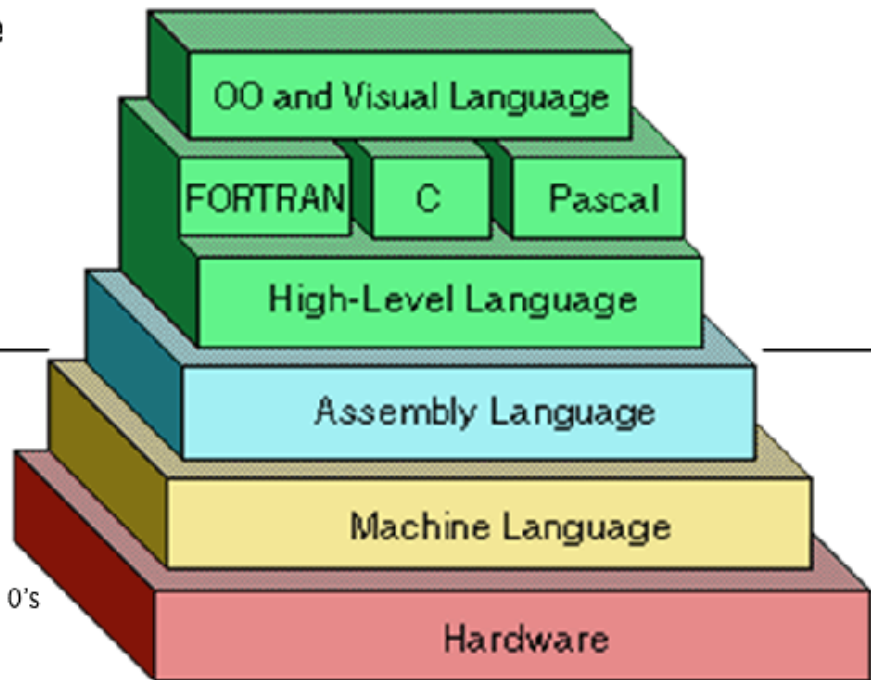 e
OO and Visual Language
FORTRAN C Pascal
High-Level Language
Assembly Language
Machine Language
0's
Hardware